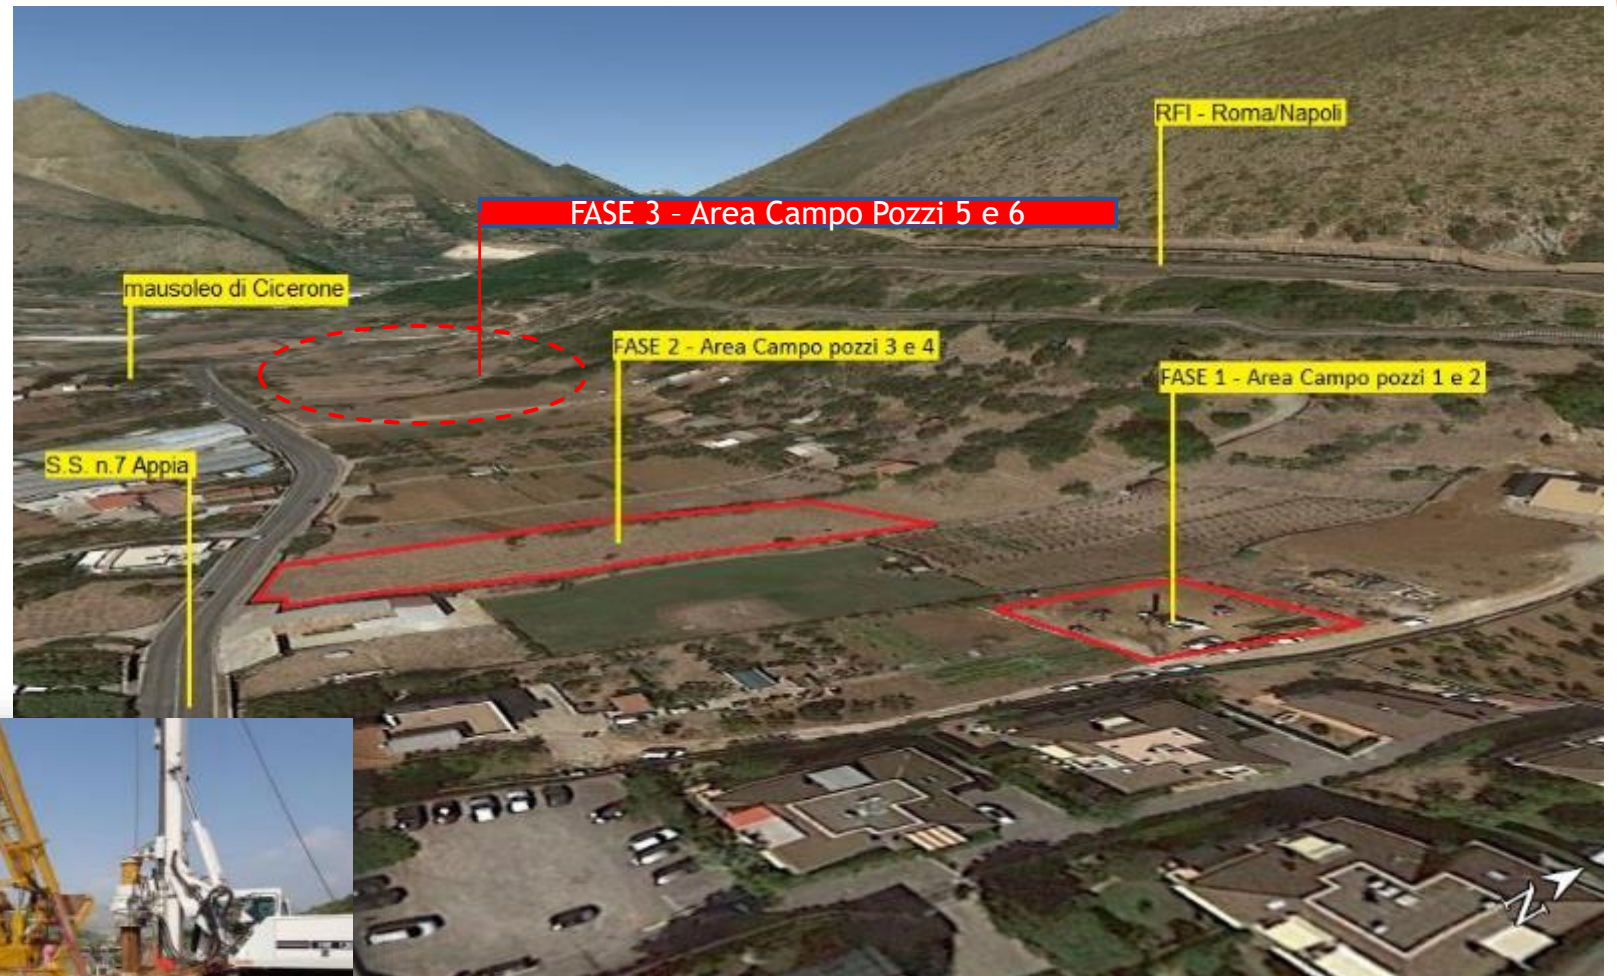 RFI - Roma/Napoli
FASE 3 - Area Campo Pozzi 5 e 6
mausoleo di Cicerone
FASE 2 - Area Campo pozzi 3 e 4
FASE 1 - Area Campo pozzi 1 e 2
S.S. n.7 Appia
N